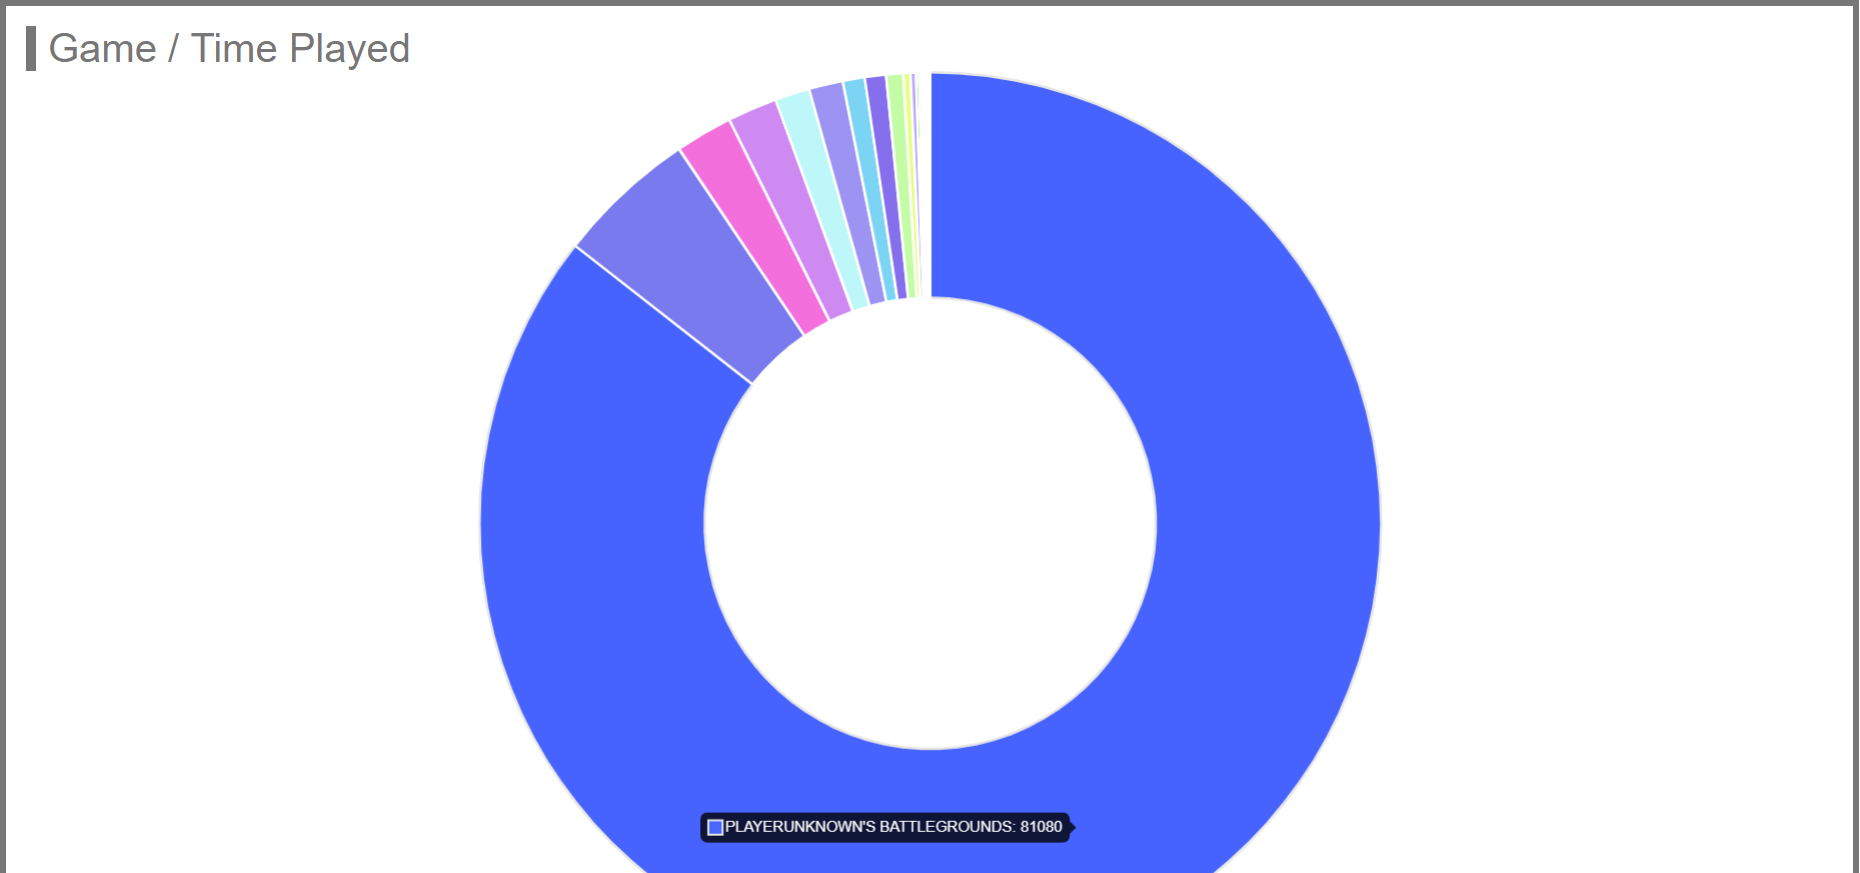 Game / Time Played
PLAYERUNKNOWN'S BATTLEGROUNDS: 81080